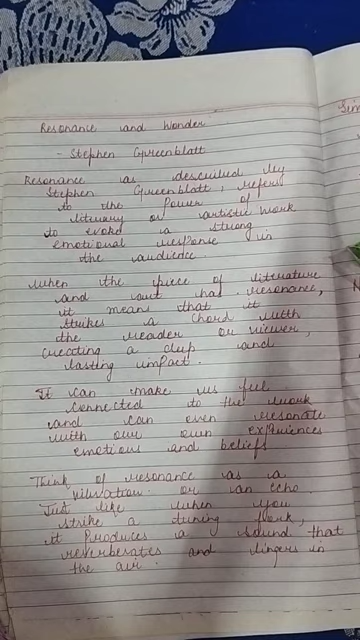 Resonance and Wonder
- Stephen Greenblatt
Resonance as described by
Stephen Greenblatt, refers
to the Power of
literary or artistic work
to evoke a strong
emotional response in
the audience.
When the piece of literature
and art has resonance,
it means that it
strikes a chord with
the reader or viewer,
creating a deep and
lasting impact.
It can make us feel
connected to the work
and can even resonate
with our own experiences
emotions and beliefs
Think of resonance as a
vibration or an echo.
Just like when you
strike a tuning fork,
it Produces a sound that
reverberates and lingers in
the air.
Sim